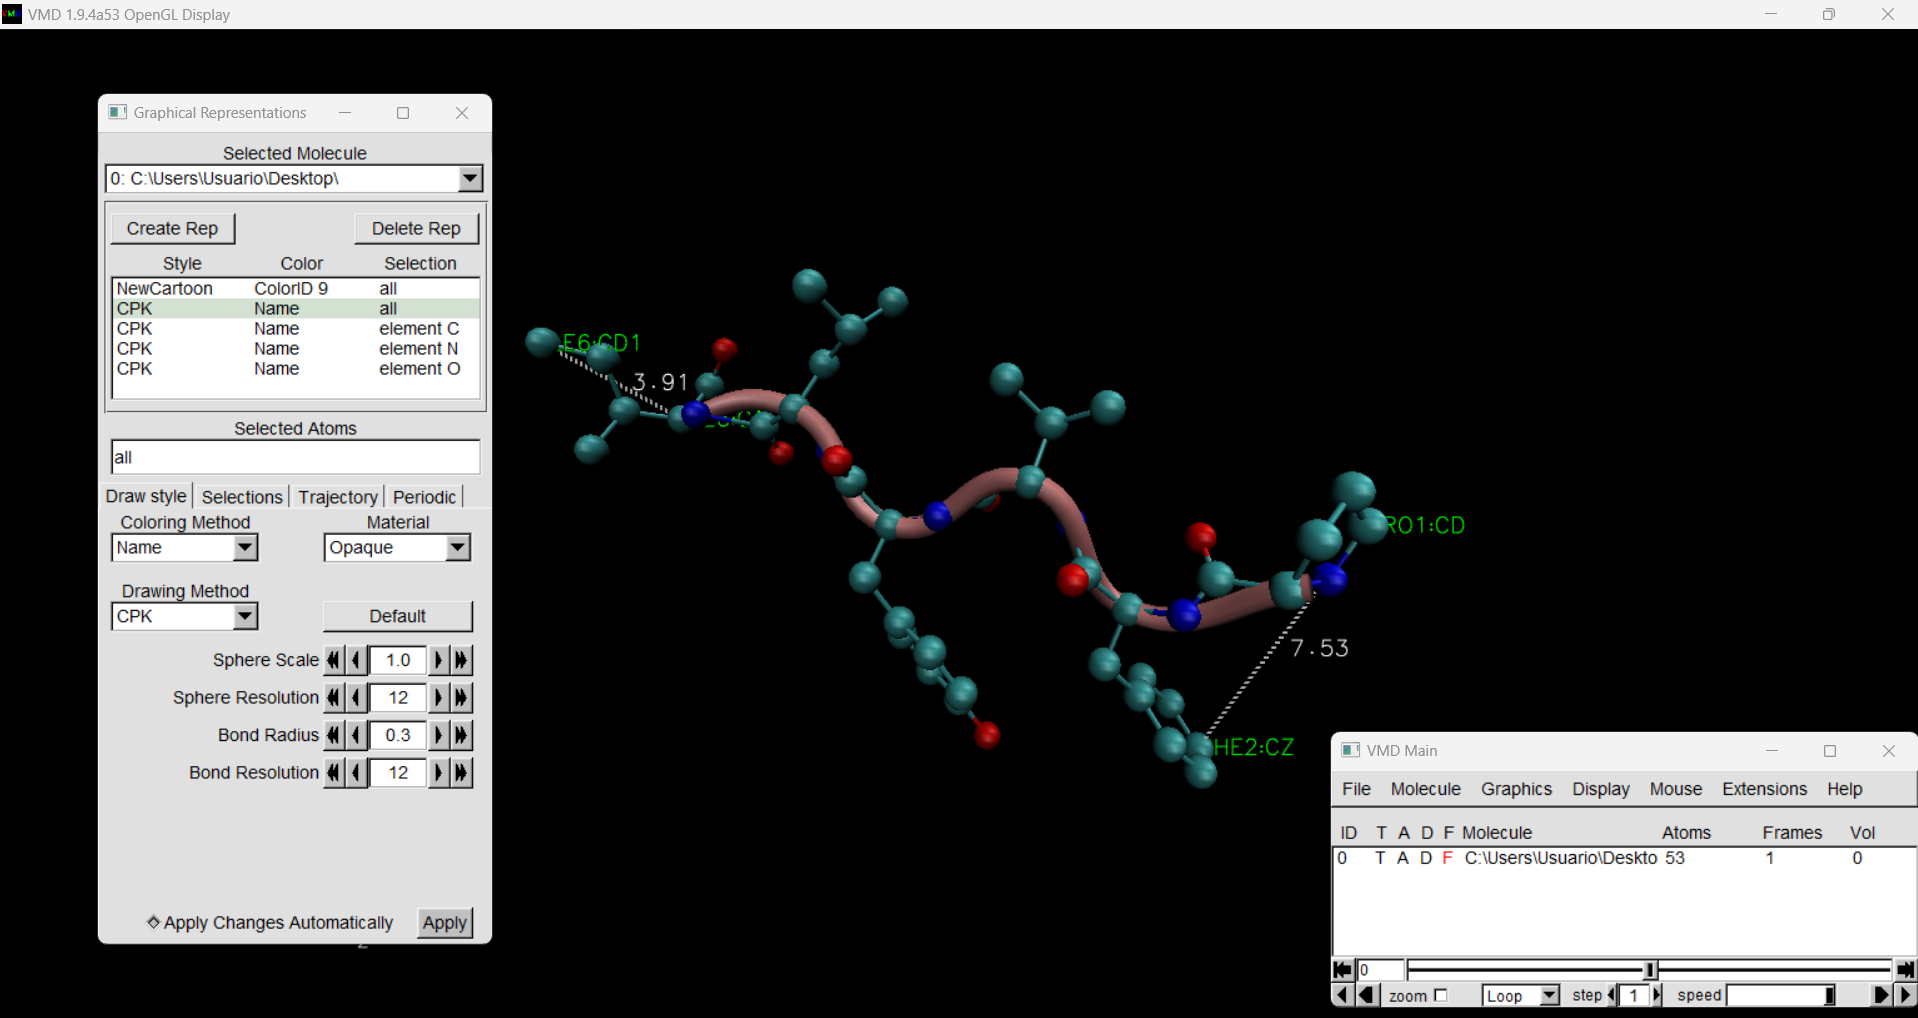 VMD 1.9.4a53 OpenGL Display
Graphical Representations
Selected Molecule
0: C:\Users\Usuario\Desktop\
Create Rep Delete Rep
Style Color Selection
NewCartoon ColorID 9 all
CPK Name all
CPK Name element C
CPK Name element N
CPK Name element O
Selected Atoms
all
Draw style Selections Trajectory Periodic
Coloring Method Material
Name Opaque
Drawing Method
CPK Default
Sphere Scale 1.0
Sphere Resolution 12
Bond Radius 0.3
Bond Resolution 12
Apply Changes Automatically Apply
E6:CD1
3.91
RO1:CD
7.53
HE2:CZ
VMD Main
File Molecule Graphics Display Mouse Extensions Help
ID T A D F Molecule Atoms Frames Vol
0 T A D F C:\Users\Usuario\Deskto 53 1 0
0
zoom Loop step 1 speed